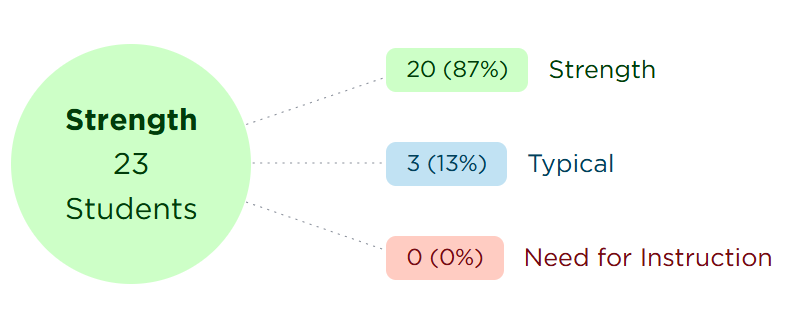 Strength
23
Students
20 (87%) Strength
3 (13%) Typical
0 (0%) Need for Instruction